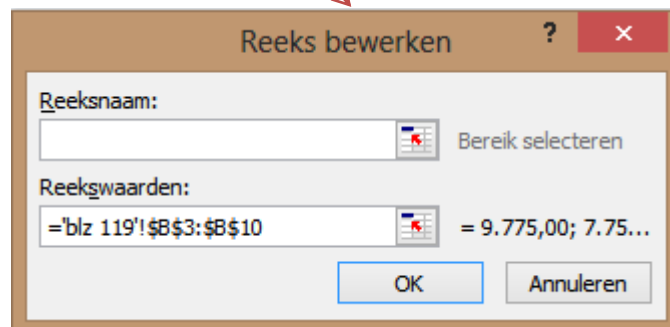 Reeks bewerken ? ×
Reeksnaam:
Bereik selecteren
Reekswaarden:
='blz 119'!$B$3:$B$10 = 9.775,00; 7.75...
OK Annuleren